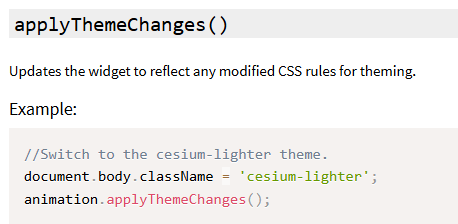 applyThemeChanges()
Updates the widget to reflect any modified CSS rules for theming.
Example:
//Switch to the cesium-lighter theme.
document.body.className = 'cesium-lighter';
animation.applyThemeChanges();